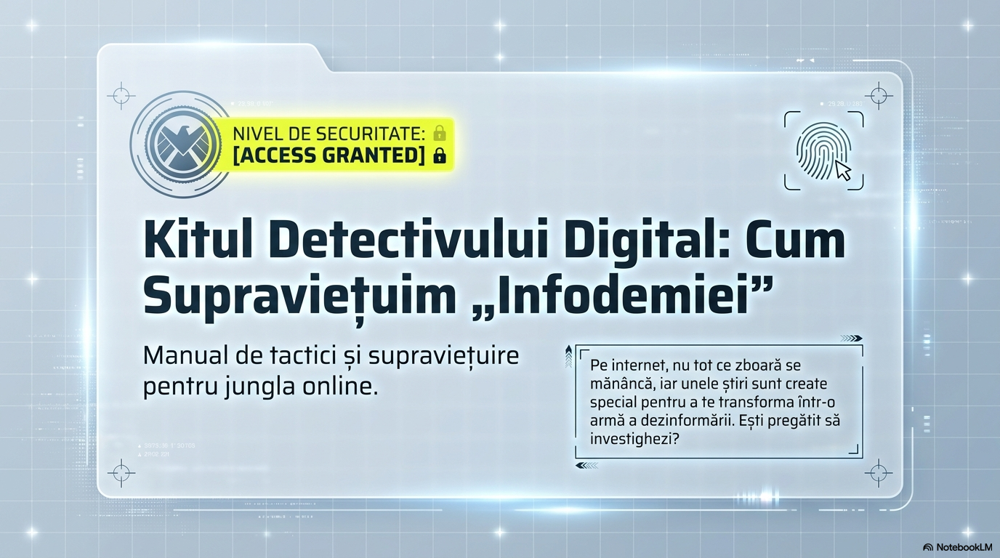 NIVEL DE SECURITATE:
[ACCESS GRANTED]
Kitul Detectivului Digital: Cum
Supraviețuim „Infodemiei”
Manual de tactici și supraviețuire
pentru jungla online.
Pe internet, nu tot ce zboară se
mănâncă, iar unele știri sunt create
special pentru a te transforma într-o
armă a dezinformării. Ești pregătit să
investighezi?
NotebookLM